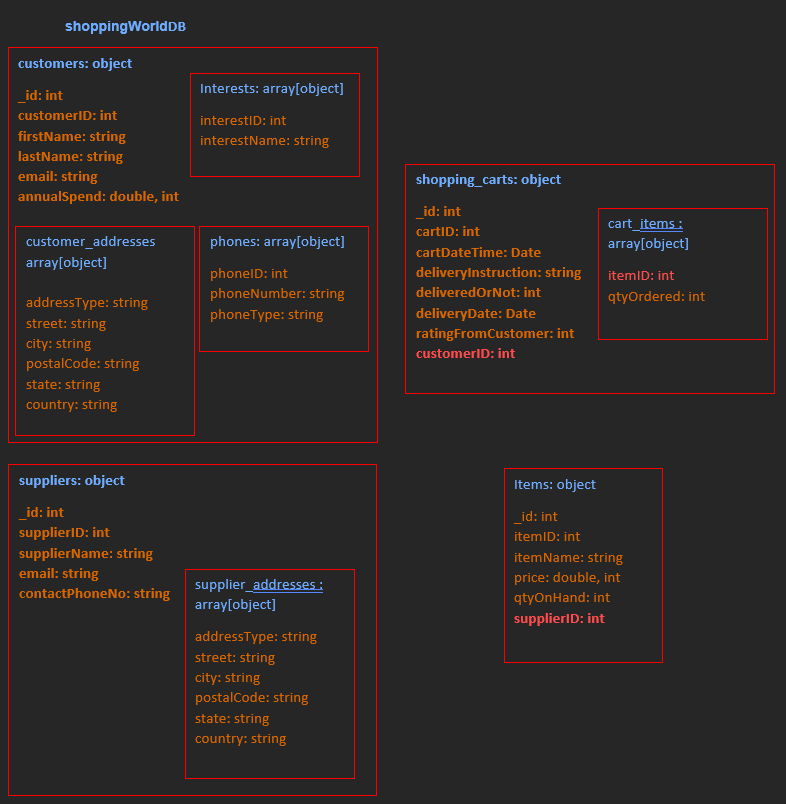 shoppingWorldDB
customers: object
_id: int
customerID: int
firstName: string
lastName: string
email: string
annualSpend: double, int
Interests: array[object]
interestID: int
interestName: string
customer_addresses
array[object]
addressType: string
street: string
city: string
postalCode: string
state: string
country: string
phones: array[object]
phoneID: int
phoneNumber: string
phoneType: string
shopping_carts: object
_id: int
cartID: int
cartDateTime: Date
deliveryInstruction: string
deliveredOrNot: int
deliveryDate: Date
ratingFromCustomer: int
customerID: int
cart_items :
array[object]
itemID: int
qtyOrdered: int
suppliers: object
_id: int
supplierID: int
supplierName: string
email: string
contactPhoneNo: string
supplier_addresses :
array[object]
addressType: string
street: string
city: string
postalCode: string
state: string
country: string
Items: object
_id: int
itemID: int
itemName: string
price: double, int
qtyOnHand: int
supplierID: int